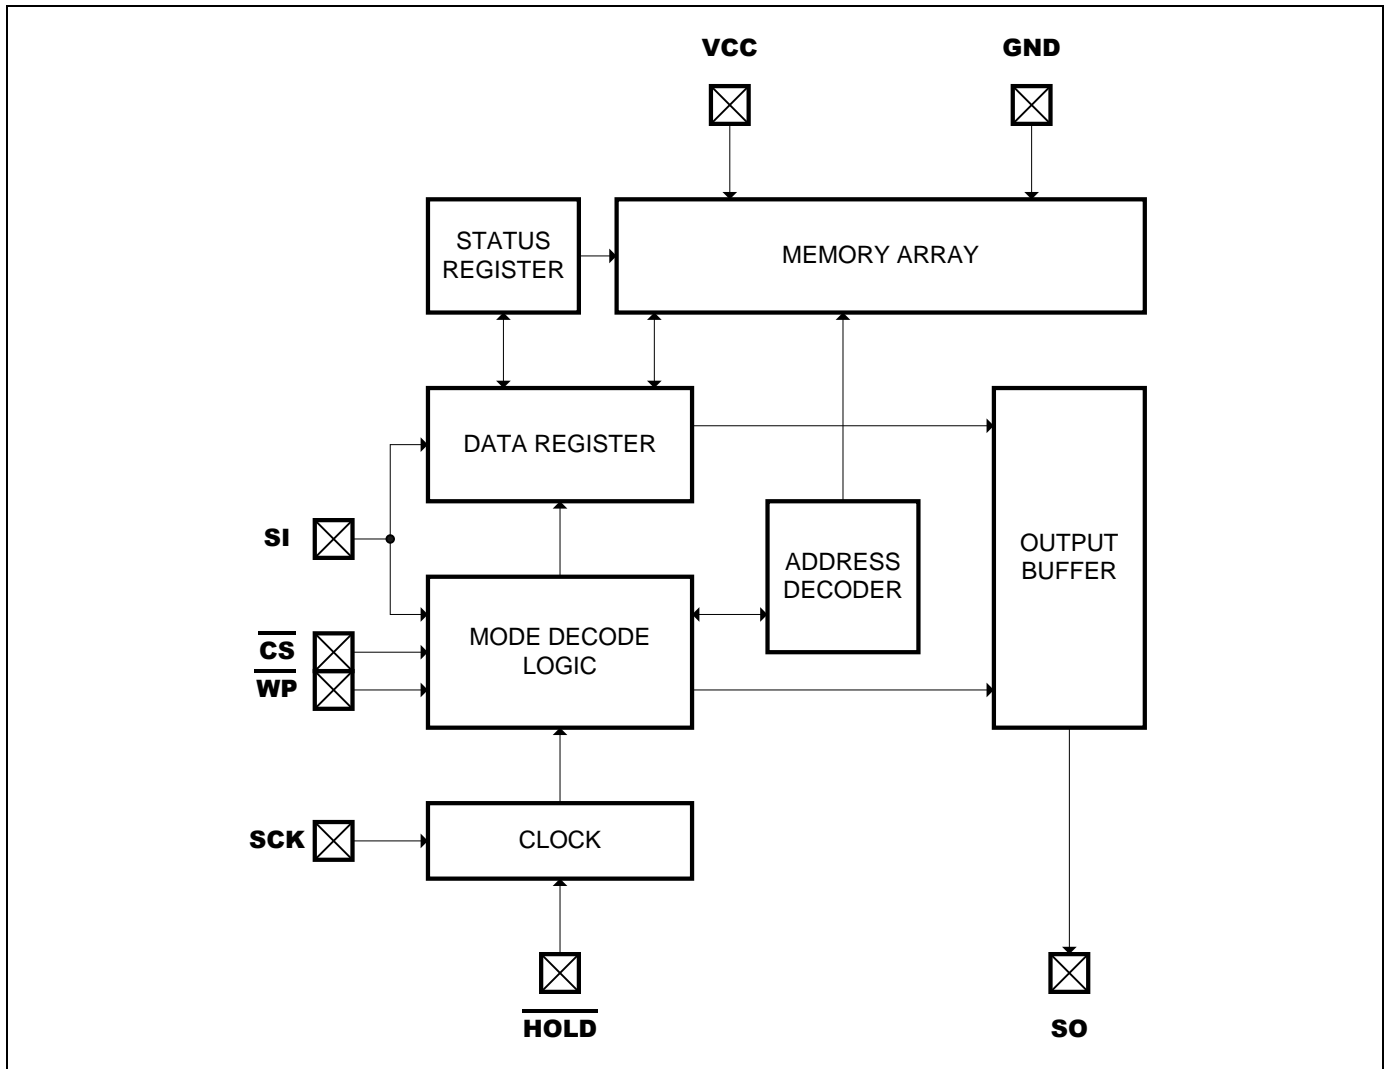 VCC
GND
STATUS
REGISTER
MEMORY ARRAY
DATA REGISTER
SI
ADDRESS
DECODER
OUTPUT
BUFFER
MODE DECODE
LOGIC
CS
WP
SCK
CLOCK
HOLD
SO